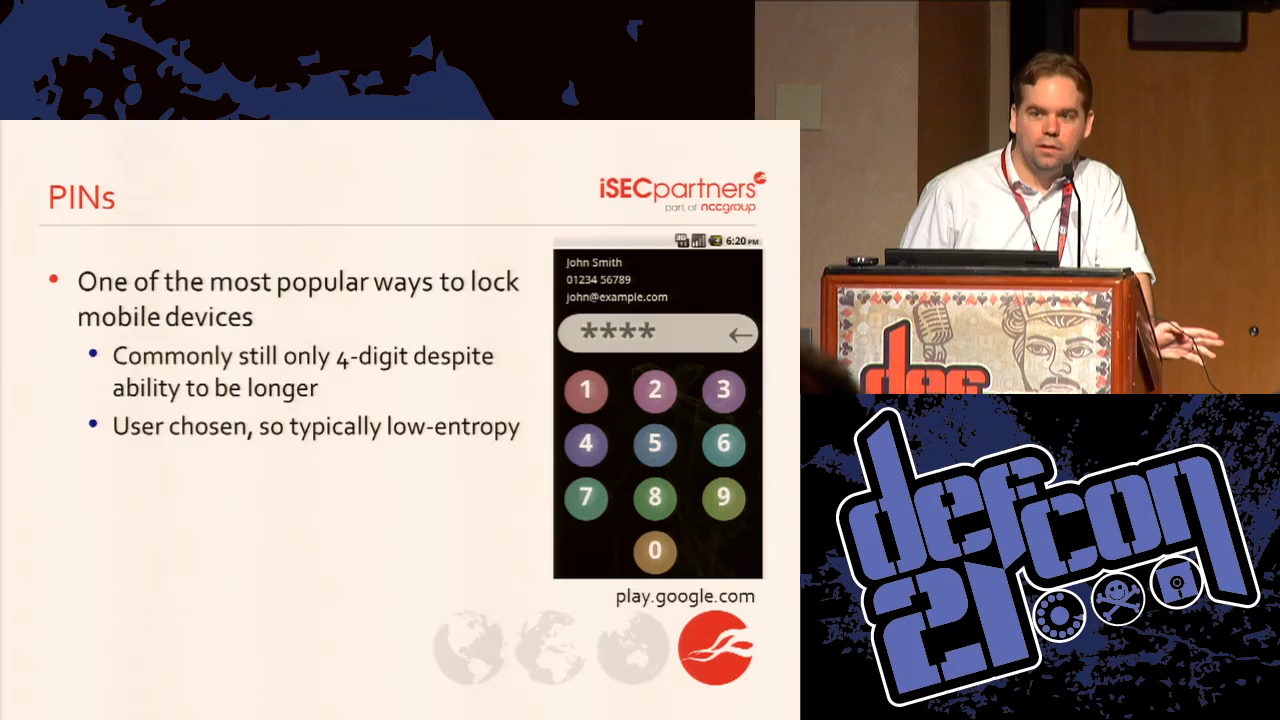 PINs
iSECpartners
part of nccgroup
One of the most popular ways to lock
mobile devices
Commonly still only 4-digit despite
ability to be longer
User chosen, so typically low-entropy
6:20 PM
John Smith
01234 56789
john@example.com
****
1 2 3
4 5 6
7 8 9
0
play.google.com
def
defcon
21